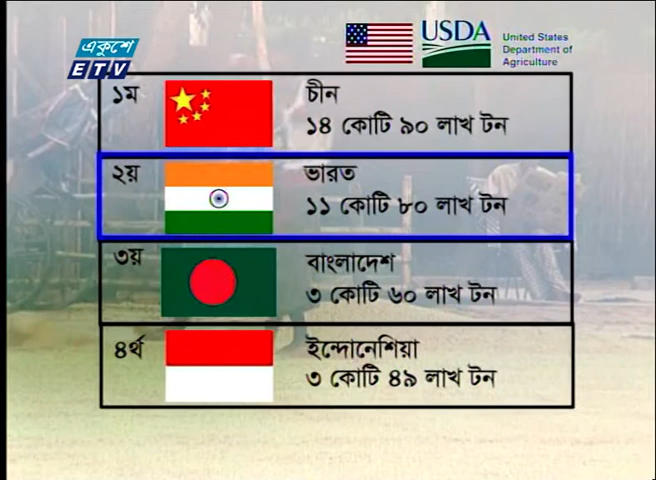 একুশে
ETV
USDA
United States
Department of
Agriculture
১ম
চীন
১৪ কোটি ৯০ লাখ টন
২য়
ভারত
১১ কোটি ৮০ লাখ টন
৩য়
বাংলাদেশ
৩ কোটি ৬০ লাখ টন
৪র্থ
ইন্দোনেশিয়া
৩ কোটি ৪৯ লাখ টন